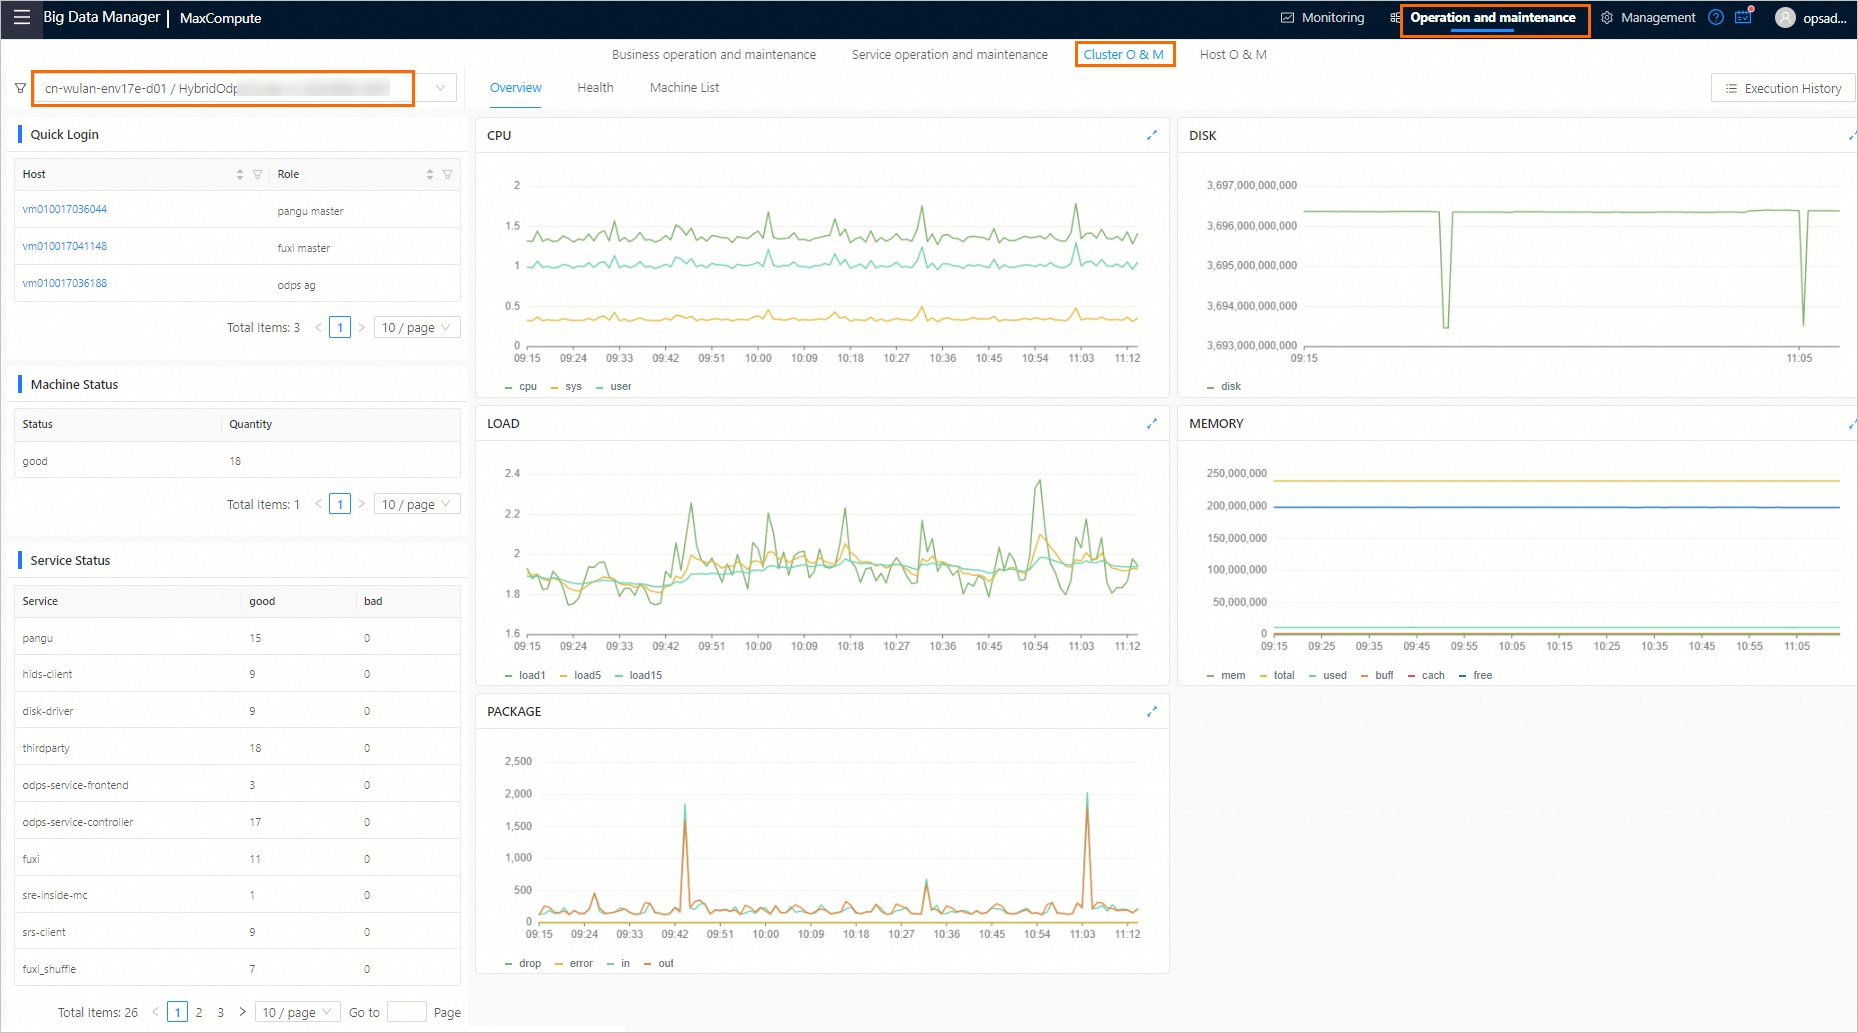 Big Data Manager | MaxCompute
Monitoring
Operation and maintenance
Management
opsad...
Business operation and maintenance
Service operation and maintenance
Cluster O & M
Host O & M
cn-wulan-env17e-d01 /
Overview
Health
Machine List
Execution History
Quick Login
Host
Role
vm010017036044
pangu master
vm010017041148
fuxi master
vm010017036188
odps ag
Total Items: 3
1
10 / page
Machine Status
Status
Quantity
good
18
Total Items: 1
1
10 / page
Service Status
Service
good
bad
pangu
15
0
hids-client
9
0
disk-driver
9
0
thirdparty
18
0
odps-service-frontend
3
0
odps-service-controller
17
0
fuxi
11
0
sre-inside-mc
1
0
srs-client
9
0
fuxi_shuffle
7
0
Total Items: 26
1
2
3
10 / page
Go to
Page
CPU
2
1.5
1
0.5
0
09:15 09:24 09:33 09:42 09:51 10:00 10:09 10:18 10:27 10:36 10:45 10:54 11:03 11:12
cpu sys user
DISK
3,697,000,000,000
3,696,000,000,000
3,695,000,000,000
3,694,000,000,000
3,693,000,000,000
09:15 11:05
disk
LOAD
2.4
2.2
2
1.8
1.6
09:15 09:24 09:33 09:42 09:51 10:00 10:09 10:18 10:27 10:36 10:45 10:54 11:03 11:12
load1 load5 load15
MEMORY
250,000,000
200,000,000
150,000,000
100,000,000
50,000,000
0
09:15 09:25 09:35 09:45 09:55 10:05 10:15 10:25 10:35 10:45 10:55 11:05
mem total used buff cach free
PACKAGE
2,500
2,000
1,500
1,000
500
0
09:15 09:24 09:33 09:42 09:51 10:00 10:09 10:18 10:27 10:36 10:45 10:54 11:03 11:12
drop error in out